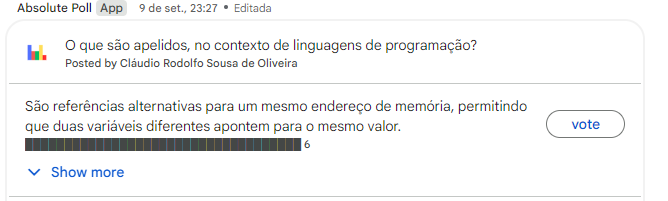 Absolute Poll App 9 de set., 23:27 • Editada
O que são apelidos, no contexto de linguagens de programação?
Posted by Cláudio Rodolfo Sousa de Oliveira
São referências alternativas para um mesmo endereço de memória, permitindo
que duas variáveis diferentes apontem para o mesmo valor.
vote
6
Show more